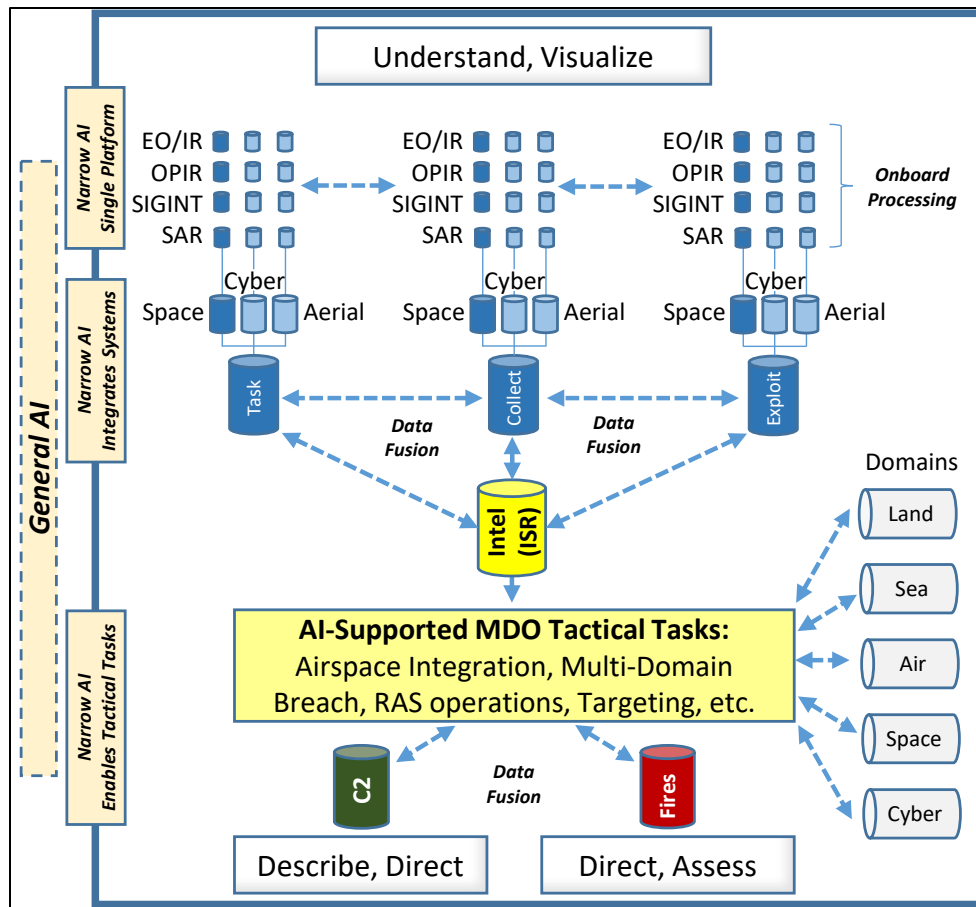 Understand, Visualize
General AI
Narrow AI
Single Platform
Narrow AI
Integrates Systems
Narrow AI
Enables Tactical Tasks
EO/IR
OPIR
SIGINT
SAR
Cyber
Space
Aerial
Task
EO/IR
OPIR
SIGINT
SAR
Cyber
Space
Aerial
Collect
EO/IR
OPIR
SIGINT
SAR
Cyber
Space
Aerial
Exploit
Onboard
Processing
Data
Fusion
Data
Fusion
Intel
(ISR)
Domains
Land
Sea
Air
Space
Cyber
AI-Supported MDO Tactical Tasks:
Airspace Integration, Multi-Domain
Breach, RAS operations, Targeting, etc.
C2
Data
Fusion
Fires
Describe, Direct
Direct, Assess